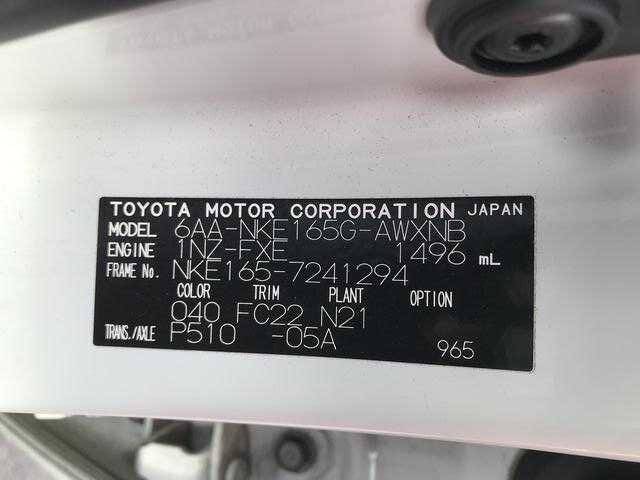 TOYOTA MOTOR CORPORATION JAPAN
MODEL 6AA-NKE165G-AWXNB
ENGINE 1NZ-FXE 1496 mL
FRAME No. NKE165-7241294
COLOR TRIM PLANT OPTION
040 FC22 N21
TRANS./AXLE P510 -05A 965